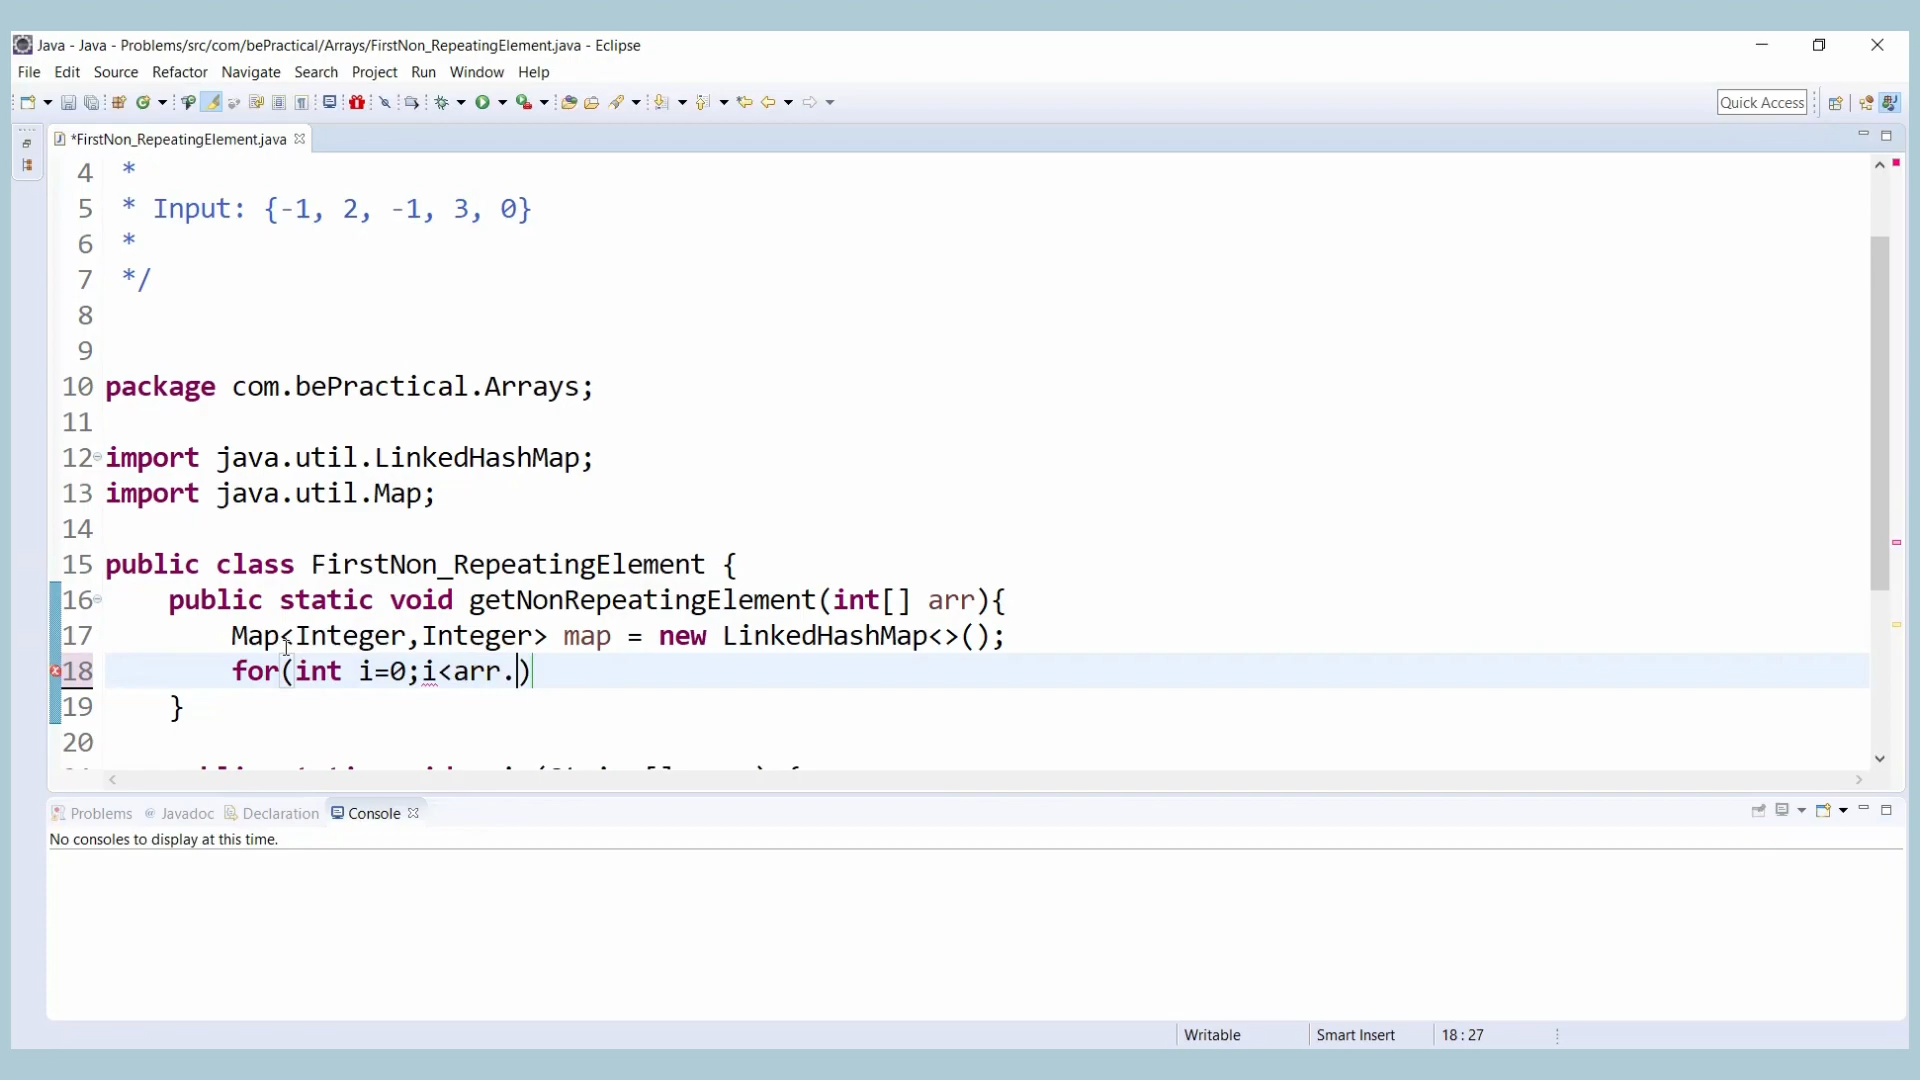 Java - Java - Problems/src/com/bePractical/Arrays/FirstNon_RepeatingElement.java - Eclipse
File Edit Source Refactor Navigate Search Project Run Window Help
Quick Access
*FirstNon_RepeatingElement.java
4 *
5 * Input: {-1, 2, -1, 3, 0}
6 *
7 */
8
9
10 package com.bePractical.Arrays;
11
12 import java.util.LinkedHashMap;
13 import java.util.Map;
14
15 public class FirstNon_RepeatingElement {
16 public static void getNonRepeatingElement(int[] arr){
17 Map<Integer,Integer> map = new LinkedHashMap<>();
18 for(int i=0;i<arr.)
19 }
20
Problems Javadoc Declaration Console
No consoles to display at this time.
Writable Smart Insert 18 : 27